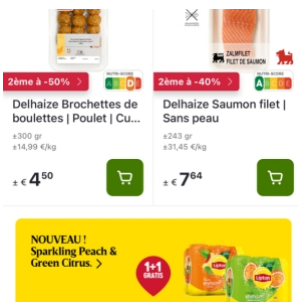 ZALMFILET
FILET DE SAUMON
2ème à -50% >
NUTRI-SCORE
A B C D E
2ème à -40% >
NUTRI-SCORE
A B C D E
Delhaize Brochettes de
boulettes | Poulet | Cu...
±300 gr
±14,99 €/kg
± € 4 50
Delhaize Saumon filet |
Sans peau
±243 gr
±31,45 €/kg
± € 7 64
NOUVEAU !
Sparkling Peach &
Green Citrus. >
1+1
GRATIS
Lipton
Lipton